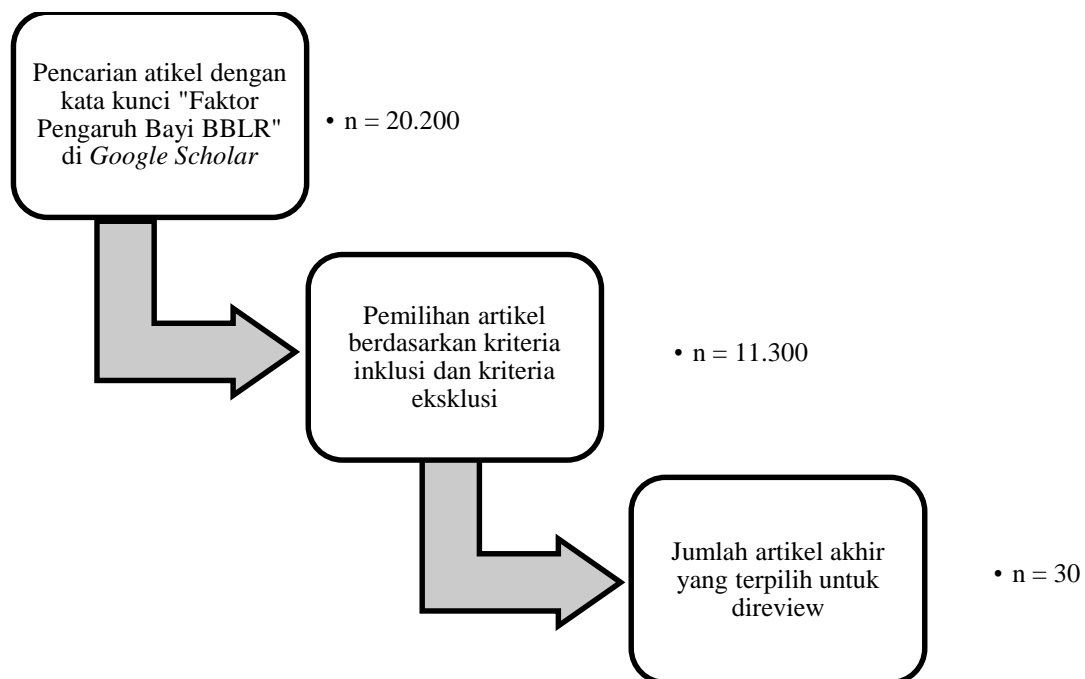 Pencarian atikel dengan
kata kunci "Faktor
Pengaruh Bayi BBLR"
di Google Scholar
• n = 20.200
Pemilihan artikel
berdasarkan kriteria
inklusi dan kriteria
eksklusi
• n = 11.300
Jumlah artikel akhir
yang terpilih untuk
direview
• n = 30